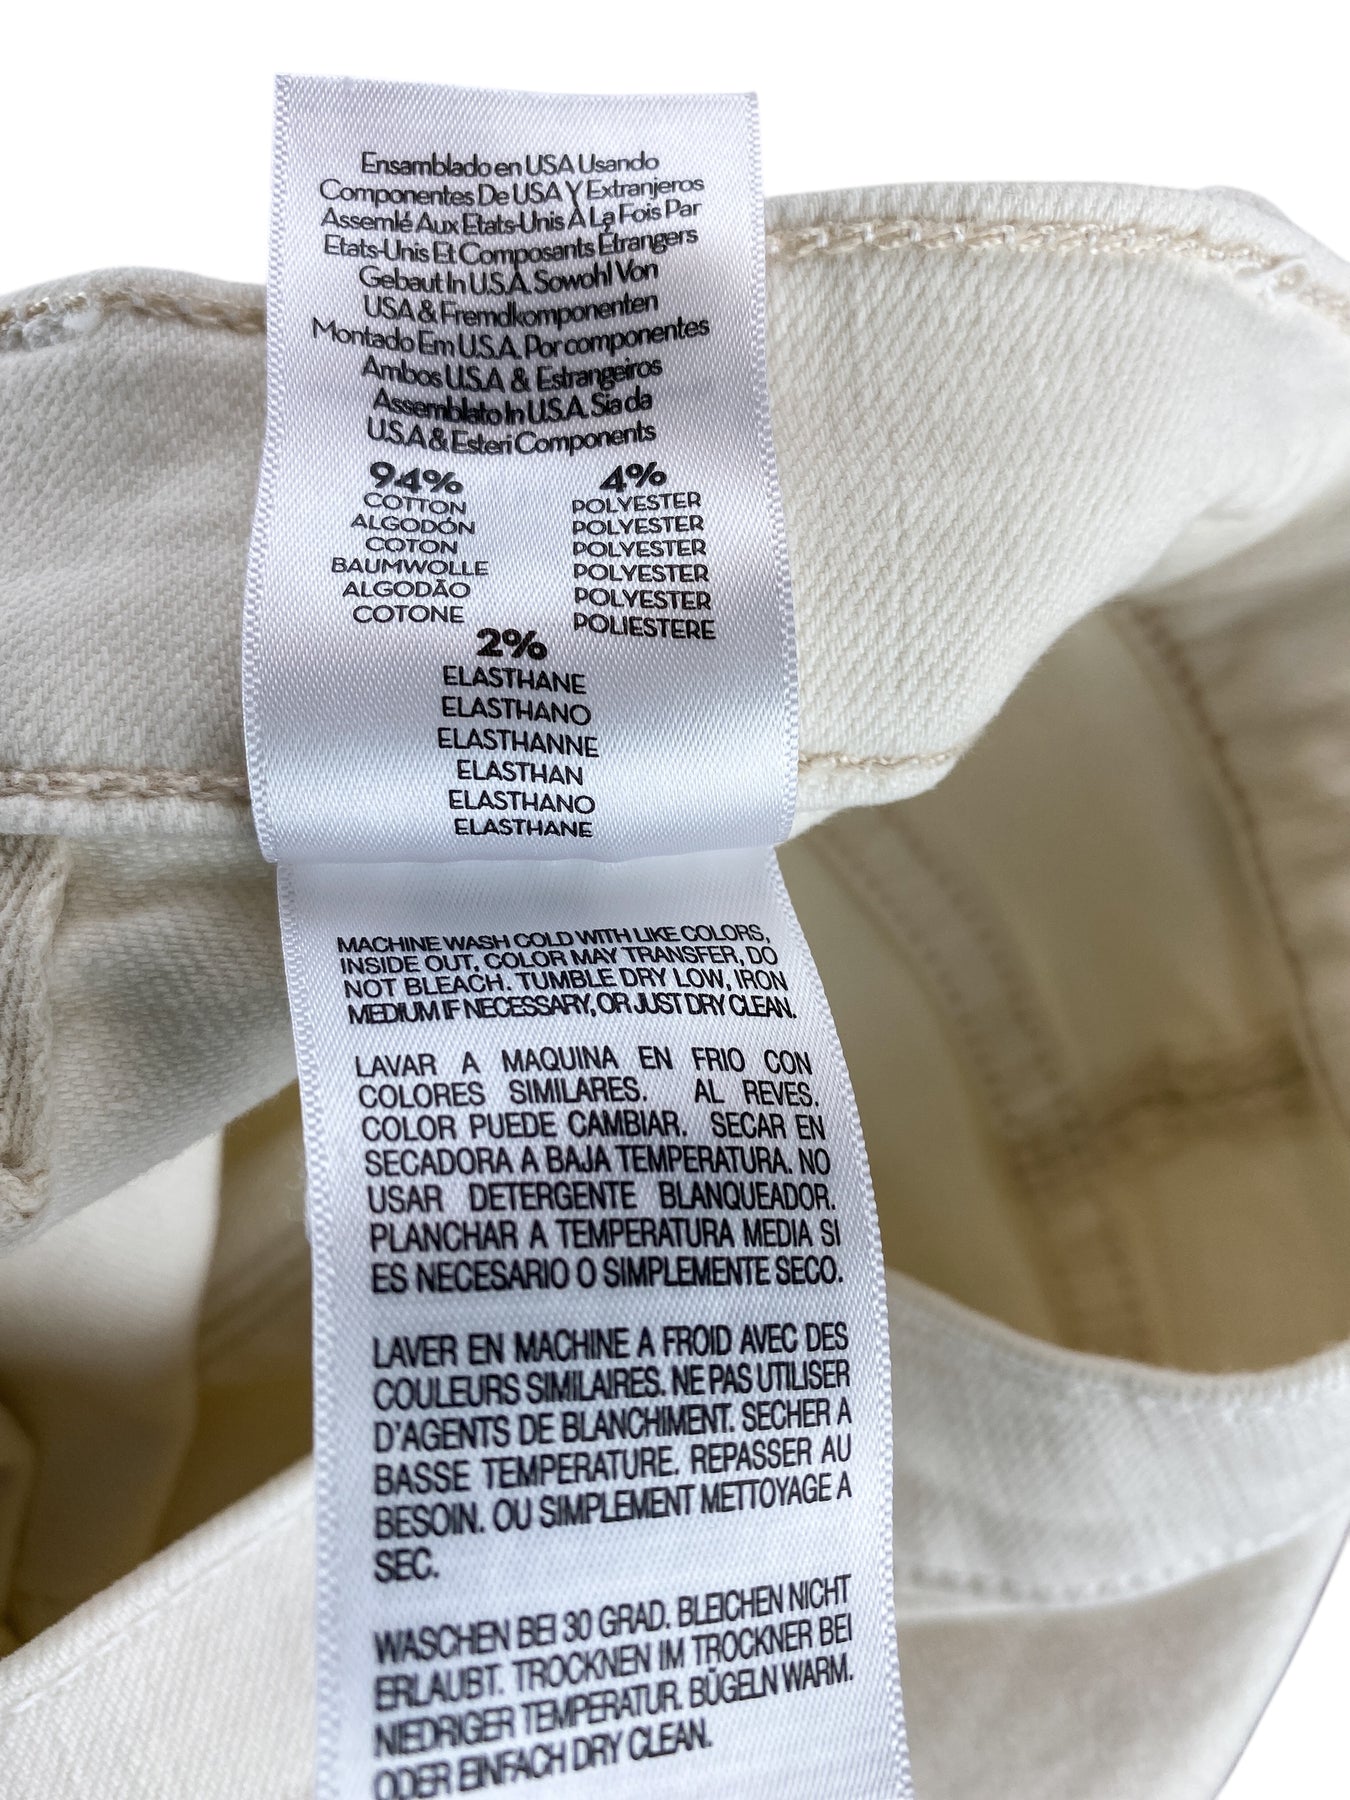 Ensamblado en USA Usando
Componentes De USA Y Extranjeros
Assemlé Aux Etats-Unis À La Fois Par
Etats-Unis Et Composants Étrangers
Gebaut In U.S.A. Sowohl Von
USA & Fremdkomponenten
Montado Em U.S.A. Por componentes
Ambos U.S.A & Estrangeiros
Assemblato In U.S.A. Sia da
U.S.A & Esteri Components
94%
COTTON
ALGODÓN
COTON
BAUMWOLLE
ALGODÃO
COTONE
4%
POLYESTER
POLYESTER
POLYESTER
POLYESTER
POLYESTER
POLIESTERE
2%
ELASTHANE
ELASTHANO
ELASTHANNE
ELASTHAN
ELASTHANO
ELASTHANE
MACHINE WASH COLD WITH LIKE COLORS,
INSIDE OUT, COLOR MAY TRANSFER, DO
NOT BLEACH. TUMBLE DRY LOW, IRON
MEDIUM IF NECESSARY, OR JUST DRY CLEAN.
LAVAR A MAQUINA EN FRIO CON
COLORES SIMILARES. AL REVES.
COLOR PUEDE CAMBIAR. SECAR EN
SECADORA A BAJA TEMPERATURA. NO
USAR DETERGENTE BLANQUEADOR.
PLANCHAR A TEMPERATURA MEDIA SI
ES NECESARIO O SIMPLEMENTE SECO.
LAVER EN MACHINE A FROID AVEC DES
COULEURS SIMILAIRES. NE PAS UTILISER
D'AGENTS DE BLANCHIMENT. SECHER A
BASSE TEMPERATURE. REPASSER AU
BESOIN. OU SIMPLEMENT METTOYAGE A
SEC.
WASCHEN BEI 30 GRAD. BLEICHEN NICHT
ERLAUBT. TROCKNEN IM TROCKNER BEI
NIEDRIGER TEMPERATUR. BÜGELN WARM.
ODER EINFACH DRY CLEAN.